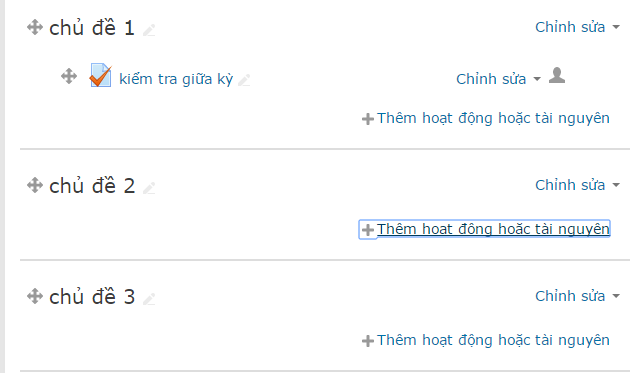 chủ đề 1 Chỉnh sửa
kiểm tra giữa kỳ Chỉnh sửa
Thêm hoạt động hoặc tài nguyên
chủ đề 2 Chỉnh sửa
Thêm hoạt động hoặc tài nguyên
chủ đề 3 Chỉnh sửa
Thêm hoạt động hoặc tài nguyên